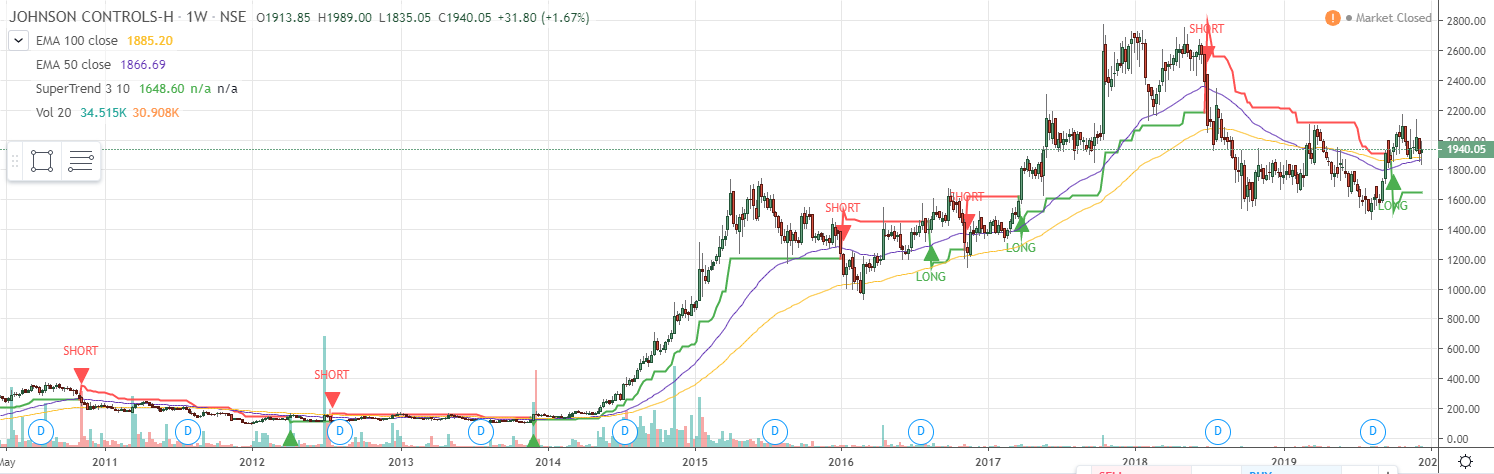 JOHNSON CONTROLS-H · 1W · NSE O1913.85 H1989.00 L1835.05 C1940.05 +31.80 (+1.67%)
! Market Closed
EMA 100 close 1885.20
EMA 50 close 1866.69
SuperTrend 3 10 1648.60 n/a n/a
Vol 20 34.515K 30.908K
2800.00
2600.00
2400.00
2200.00
2000.00
1940.05
1800.00
1600.00
1400.00
1200.00
1000.00
800.00
600.00
400.00
200.00
0.00
SHORT
SHORT
SHORT
LONG
SHORT
LONG
SHORT
LONG
D D D D D D D D D
May 2011 2012 2013 2014 2015 2016 2017 2018 2019 202
SELL BUY